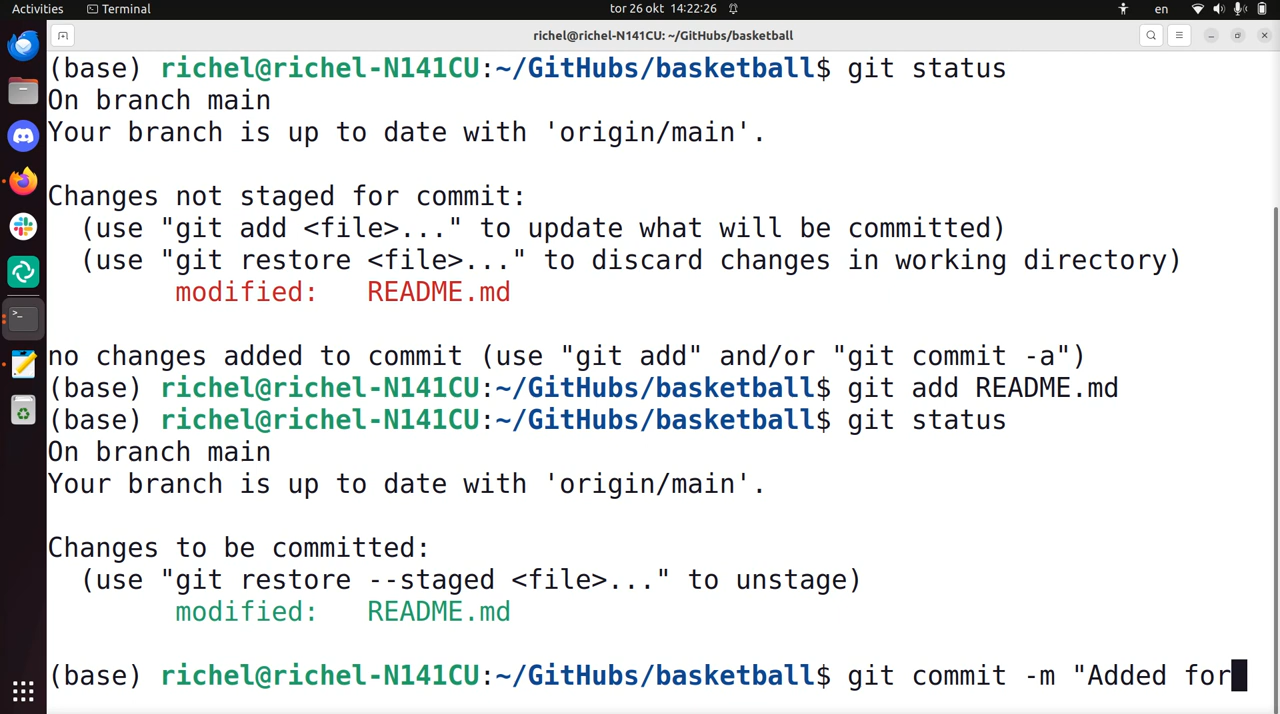 Activities Terminal tor 26 okt 14:22:26 en
richel@richel-N141CU: ~/GitHubs/basketball
(base) richel@richel-N141CU:~/GitHubs/basketball$ git status
On branch main
Your branch is up to date with 'origin/main'.
Changes not staged for commit:
(use "git add <file>..." to update what will be committed)
(use "git restore <file>..." to discard changes in working directory)
modified: README.md
no changes added to commit (use "git add" and/or "git commit -a")
(base) richel@richel-N141CU:~/GitHubs/basketball$ git add README.md
(base) richel@richel-N141CU:~/GitHubs/basketball$ git status
On branch main
Your branch is up to date with 'origin/main'.
Changes to be committed:
(use "git restore --staged <file>..." to unstage)
modified: README.md
(base) richel@richel-N141CU:~/GitHubs/basketball$ git commit -m "Added for